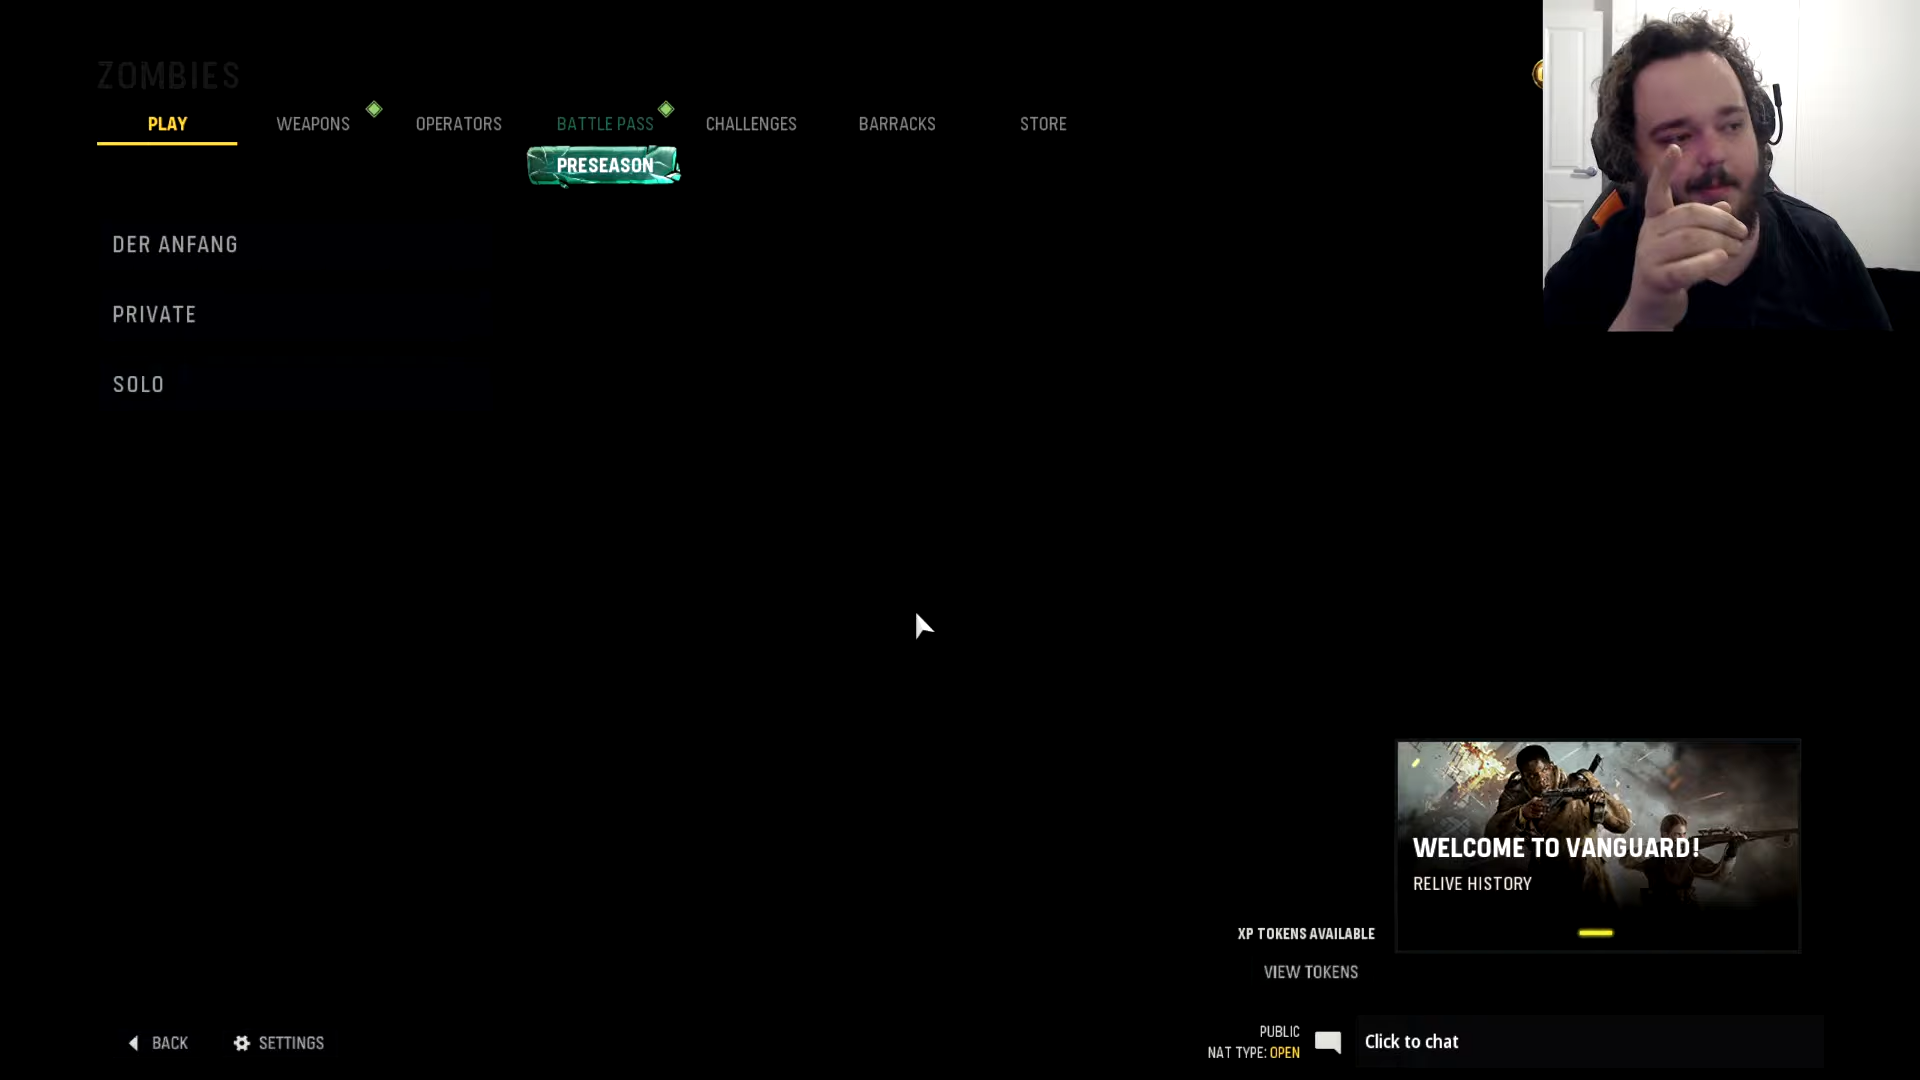 ZOMBIES
PLAY
WEAPONS
OPERATORS
BATTLE PASS
CHALLENGES
BARRACKS
STORE
PRESEASON
DER ANFANG
PRIVATE
SOLO
WELCOME TO VANGUARD!
RELIVE HISTORY
XP TOKENS AVAILABLE
VIEW TOKENS
BACK
SETTINGS
PUBLIC
NAT TYPE: OPEN
Click to chat